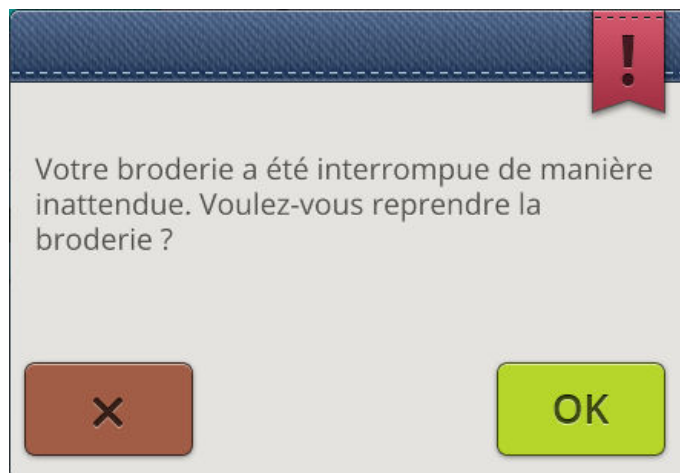 !
Votre broderie a été interrompue de manière
inattendue. Voulez-vous reprendre la
broderie ?
OK